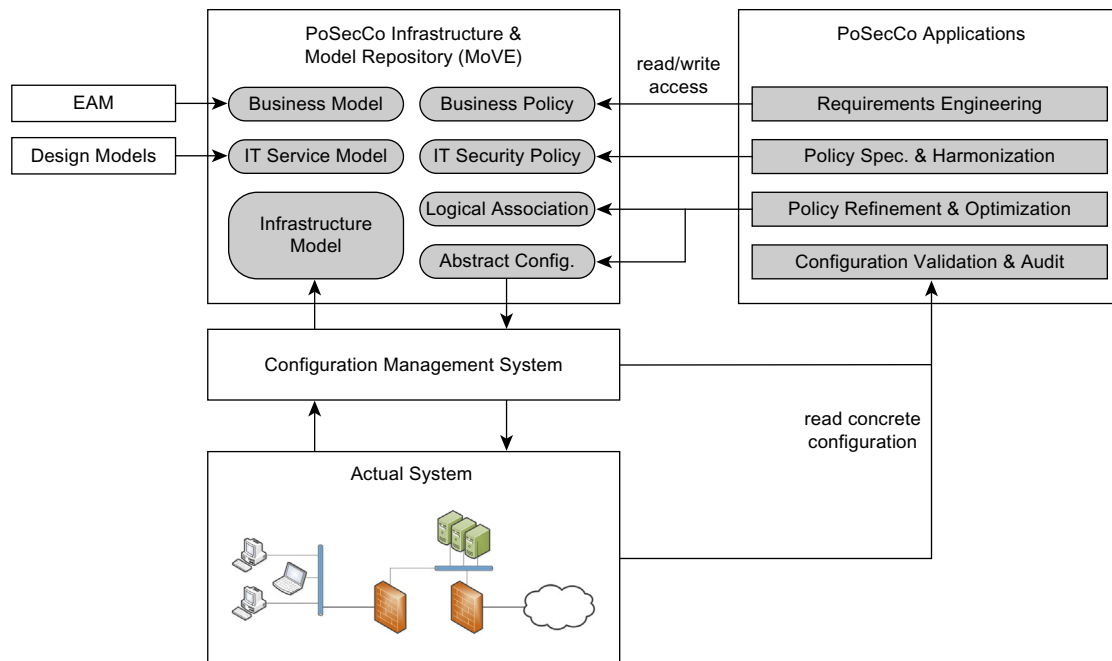 PoSecCo Infrastructure &
Model Repository (MoVE)
PoSecCo Applications
read/write
access
EAM
Business Model
Business Policy
Requirements Engineering
Design Models
IT Service Model
IT Security Policy
Policy Spec. & Harmonization
Infrastructure
Model
Logical Association
Policy Refinement & Optimization
Abstract Config.
Configuration Validation & Audit
Configuration Management System
read concrete
configuration
Actual System